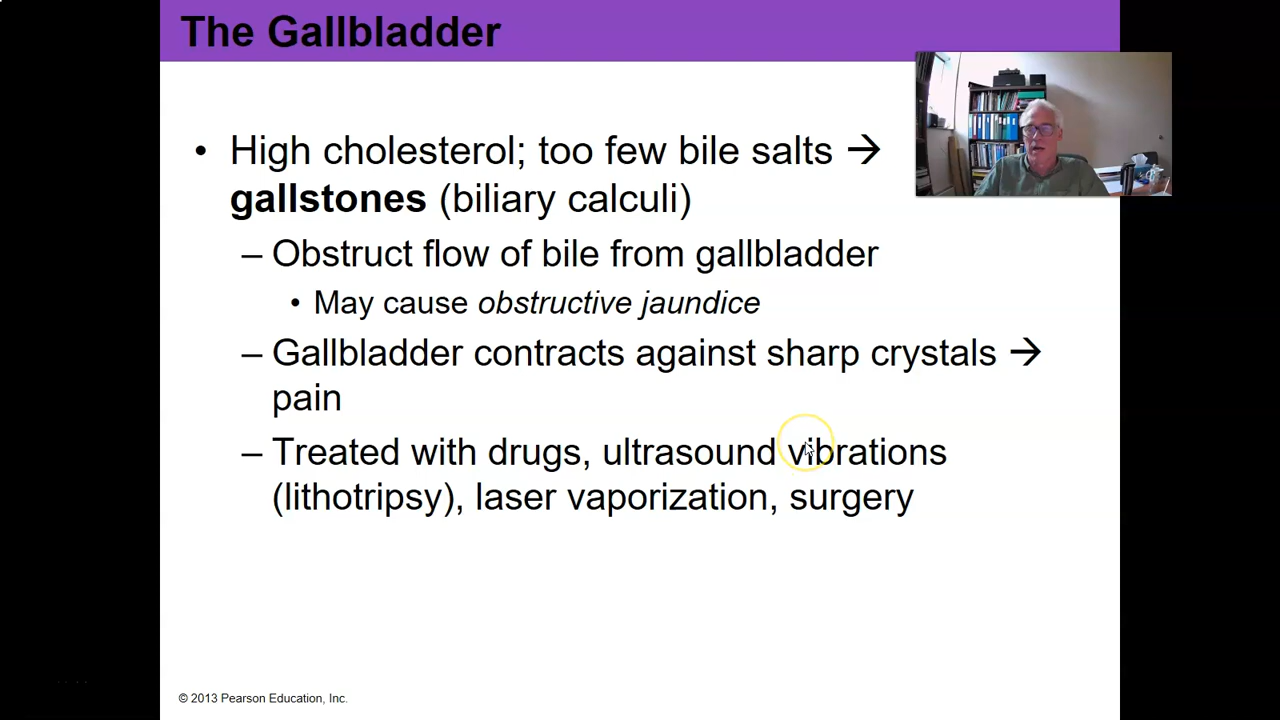 The Gallbladder
• High cholesterol; too few bile salts →
gallstones (biliary calculi)
– Obstruct flow of bile from gallbladder
• May cause obstructive jaundice
– Gallbladder contracts against sharp crystals →
pain
– Treated with drugs, ultrasound vibrations
(lithotripsy), laser vaporization, surgery
© 2013 Pearson Education, Inc.